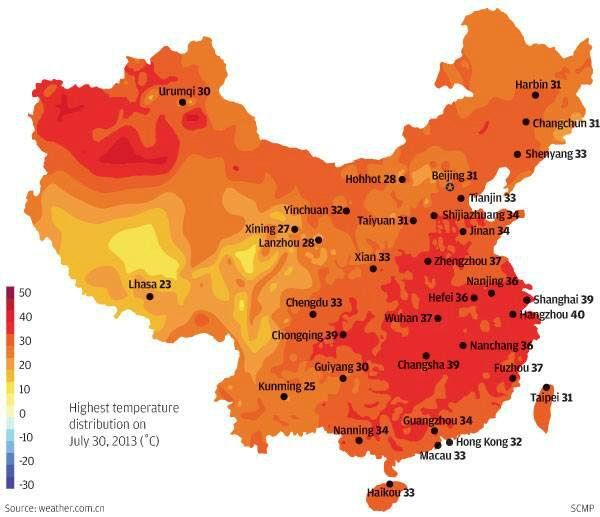 Urumqi 30
Harbin 31
Changchun 31
Shenyang 33
Beijing 31
Hohhot 28
Tianjin 33
Yinchuan 32
Shijiazhuang 34
Taiyuan 31
Xining 27
Jinan 34
Lanzhou 28
Xian 33
Zhengzhou 37
Lhasa 23
Nanjing 36
50
Hefei 36
Shanghai 39
Chengdu 33
40
Wuhan 37
Hangzhou 40
Chongqing 39
30
Nanchang 36
20
Changsha 39
Guiyang 30
Fuzhou 37
10
Kunming 25
Taipei 31
0
Highest temperature
distribution on
July 30, 2013 (˚C)
Guangzhou 34
-10
Nanning 34
Hong Kong 32
Macau 33
-20
-30
Haikou 33
Source: weather.com.cn
SCMP